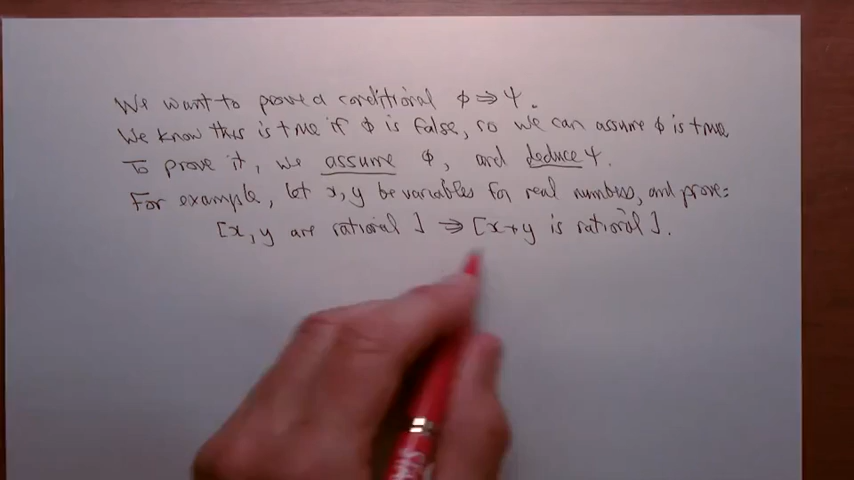 We want to prove a conditional φ ⇒ ψ.
We know this is true if φ is false, so we can assume φ is true
To prove it, we assume φ, and deduce ψ.
For example, let x, y be variables for real numbers, and prove:
[x, y are rational] ⇒ [x+y is rational].